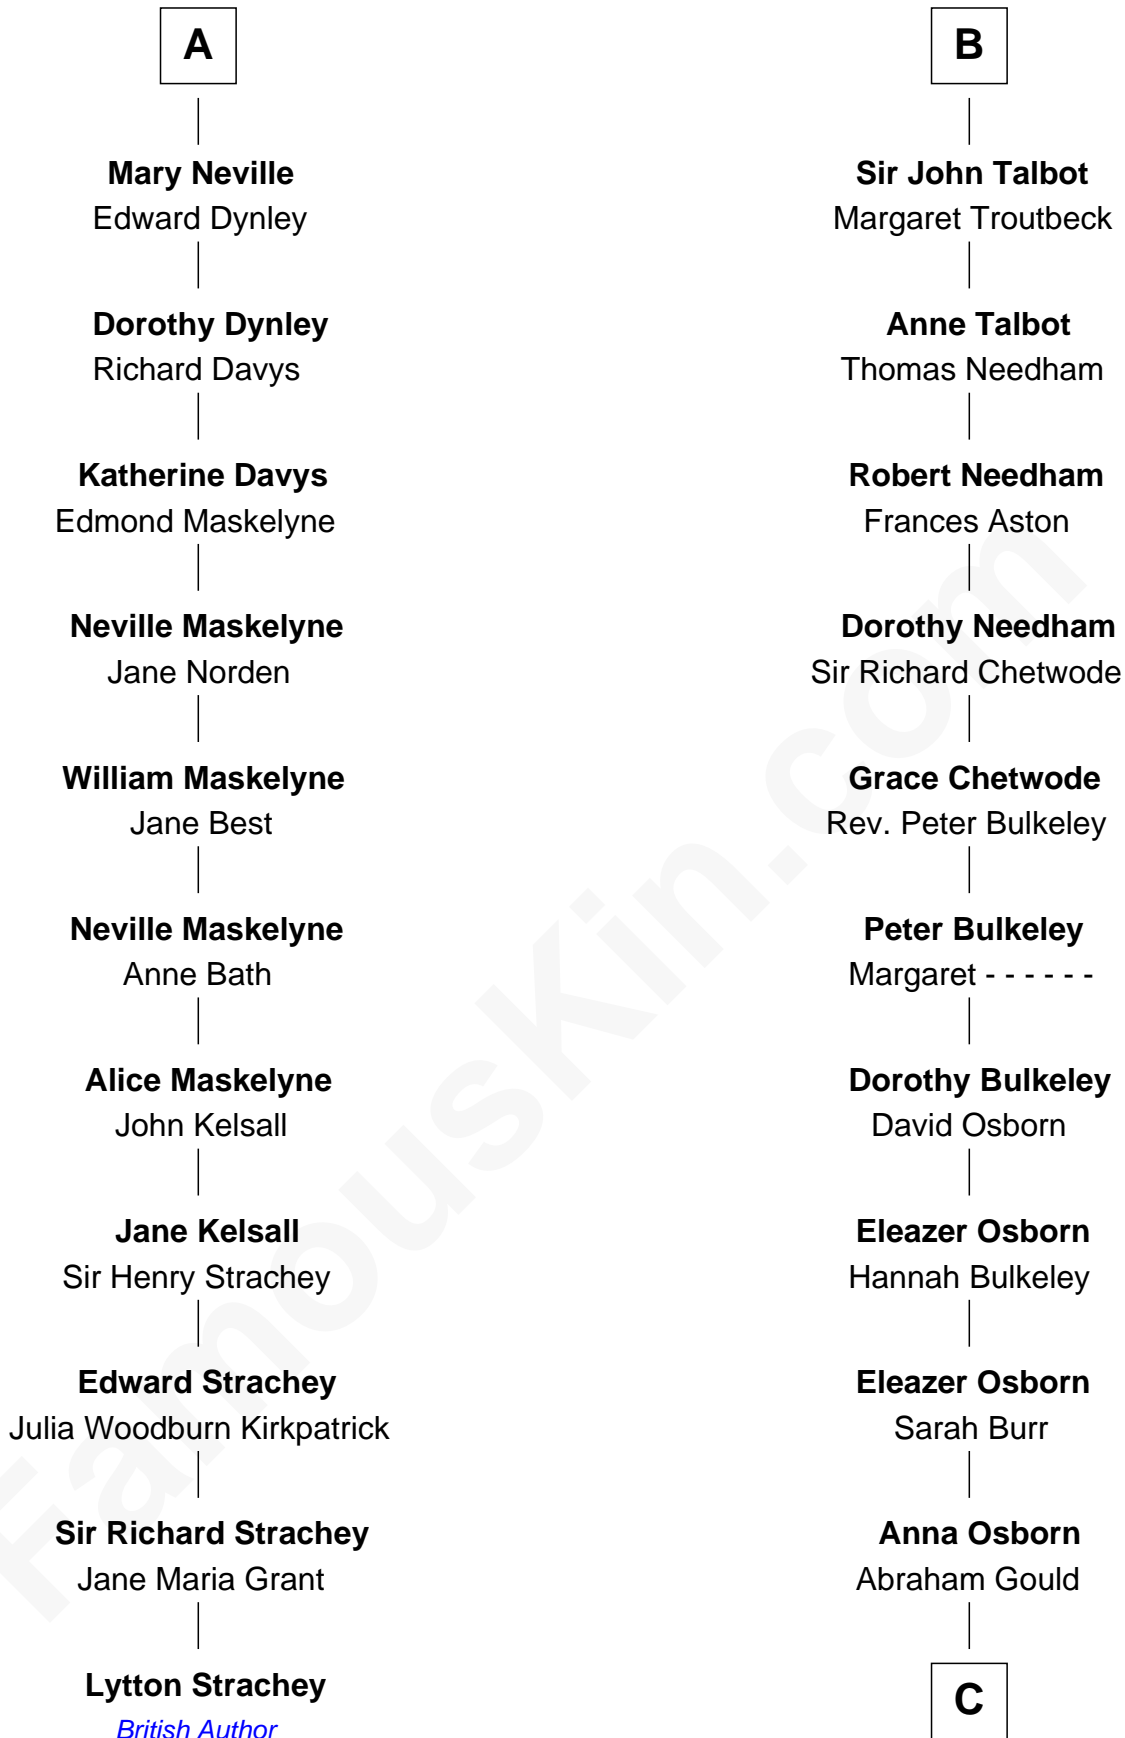 A
Mary Neville
Edward Dynley
Dorothy Dynley
Richard Davys
Katherine Davys
Edmond Maskelyne
Neville Maskelyne
Jane Norden
William Maskelyne
Jane Best
Neville Maskelyne
Anne Bath
Alice Maskelyne
John Kelsall
Jane Kelsall
Sir Henry Strachey
Edward Strachey
Julia Woodburn Kirkpatrick
Sir Richard Strachey
Jane Maria Grant
Lytton Strachey
British Author
B
Sir John Talbot
Margaret Troutbeck
Anne Talbot
Thomas Needham
Robert Needham
Frances Aston
Dorothy Needham
Sir Richard Chetwode
Grace Chetwode
Rev. Peter Bulkeley
Peter Bulkeley
Margaret - - - - - -
Dorothy Bulkeley
David Osborn
Eleazer Osborn
Hannah Bulkeley
Eleazer Osborn
Sarah Burr
Anna Osborn
Abraham Gould
C
FamousKin.com